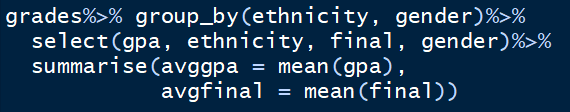 grades%>% group_by(ethnicity, gender)%>%
  select(gpa, ethnicity, final, gender)%>%
  summarise(avggpa = mean(gpa),
            avgfinal = mean(final))